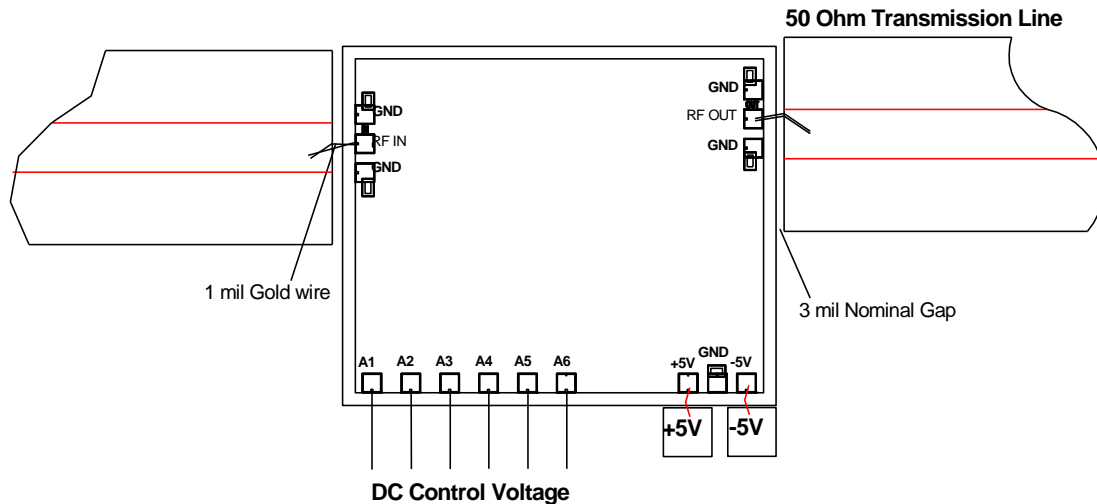 50 Ohm Transmission Line
GND
RF IN
GND
GND
OUT
RF OUT
GND
1 mil Gold wire
3 mil Nominal Gap
A1 A2 A3 A4 A5 A6
+5V GND -5V
+5V -5V
DC Control Voltage